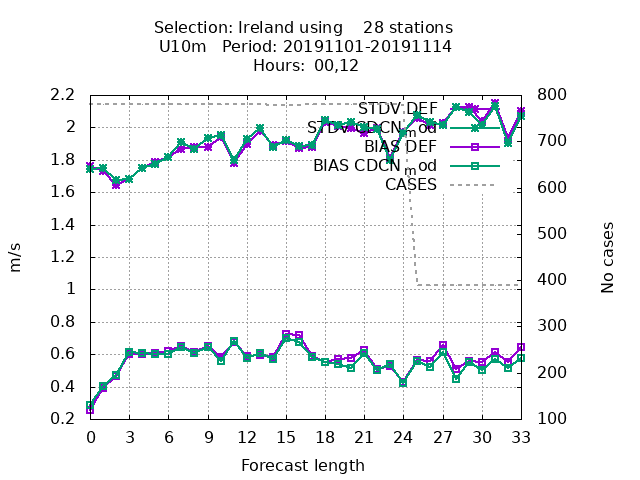 Selection: Ireland using    28 stations
U10m   Period: 20191101-20191114
Hours:  00,12
2.2
2
1.8
1.6
1.4
1.2
1
0.8
0.6
0.4
0.2
m/s
STDV DEF
STDV CDCN_mod
BIAS DEF
BIAS CDCN_mod
CASES
800
700
600
500
400
300
200
100
No cases
0 3 6 9 12 15 18 21 24 27 30 33
Forecast length